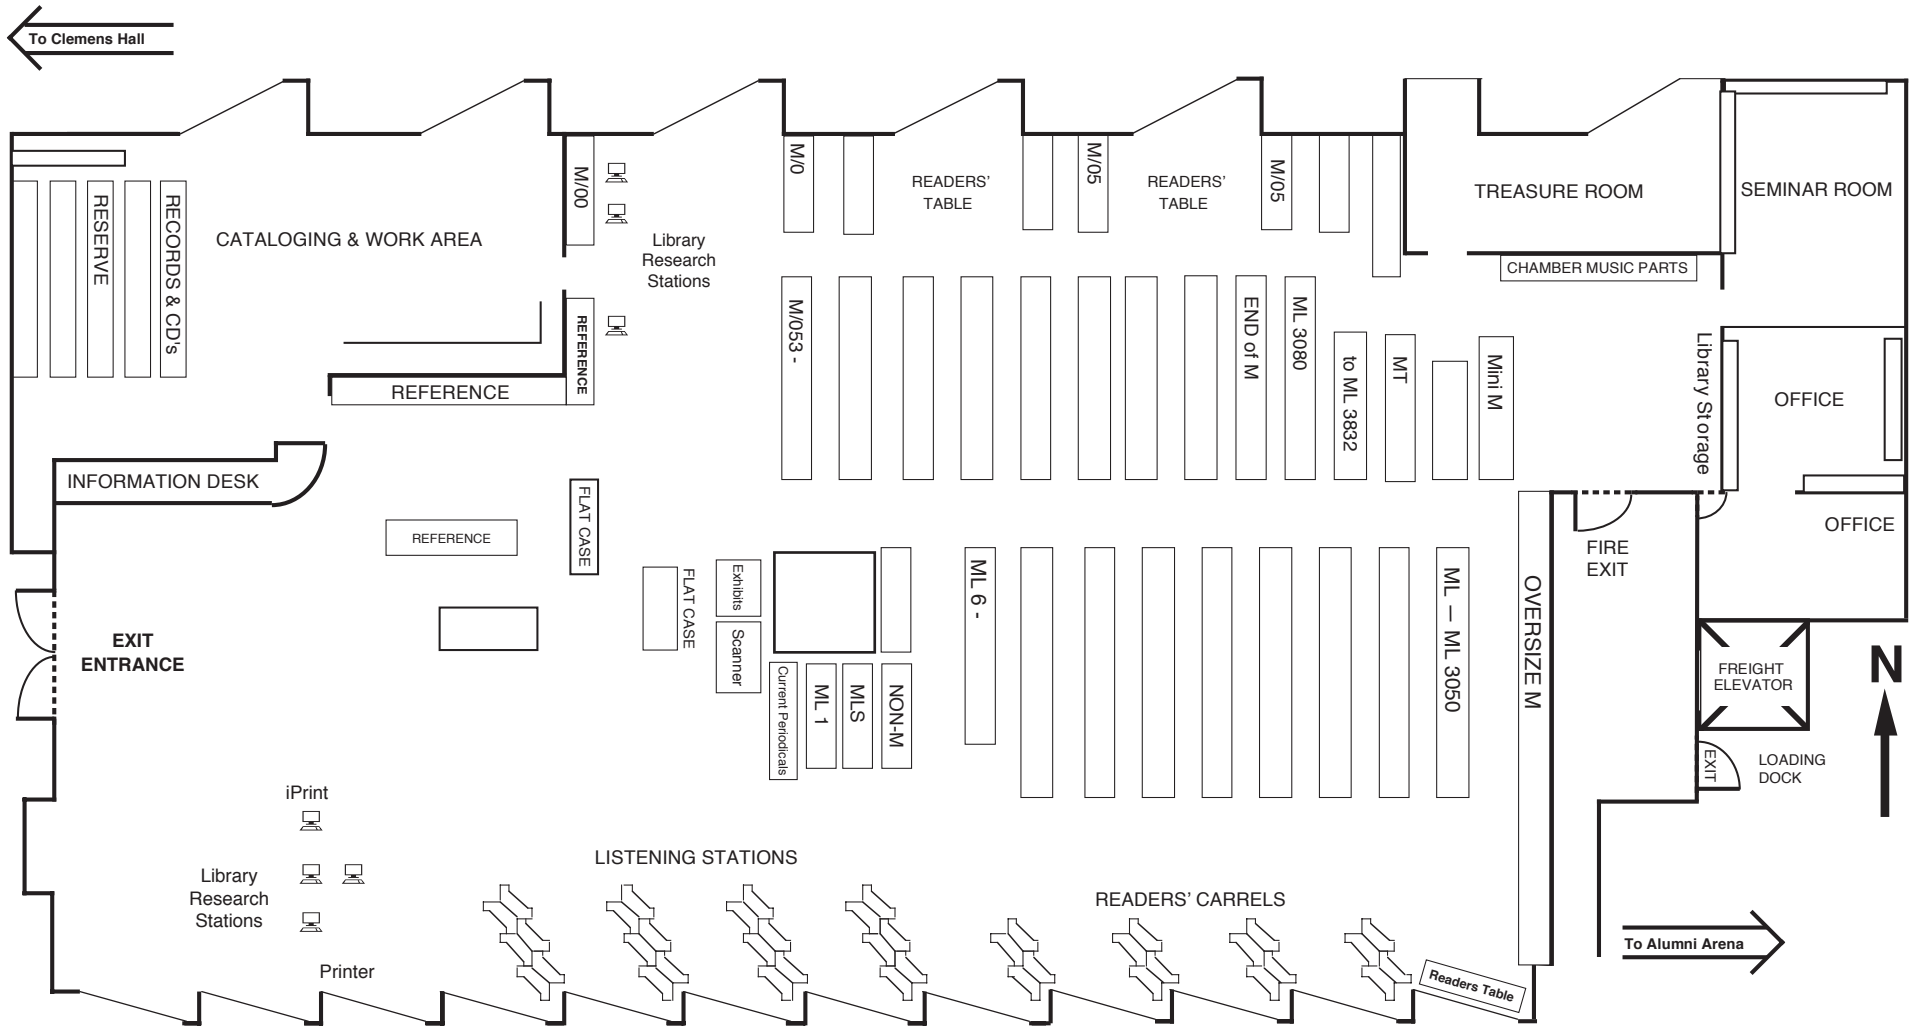 To Clemens Hall
M/00
M/0
READERS'
TABLE
M/05
READERS'
TABLE
M/05
TREASURE ROOM
SEMINAR ROOM
RESERVE
RECORDS & CD's
CATALOGING & WORK AREA
Library
Research
Stations
CHAMBER MUSIC PARTS
REFERENCE
REFERENCE
M/053 -
END of M
ML 3080
to ML 3832
MT
Mini M
Library Storage
OFFICE
INFORMATION DESK
FLAT CASE
REFERENCE
OFFICE
FIRE
EXIT
FLAT CASE
Exhibits
Scanner
ML 6 -
ML — ML 3050
OVERSIZE M
EXIT
ENTRANCE
Current Periodicals
ML 1
MLS
NON-M
FREIGHT
ELEVATOR
N
EXIT
LOADING
DOCK
iPrint
Library
Research
Stations
Printer
LISTENING STATIONS
READERS' CARRELS
Readers Table
To Alumni Arena